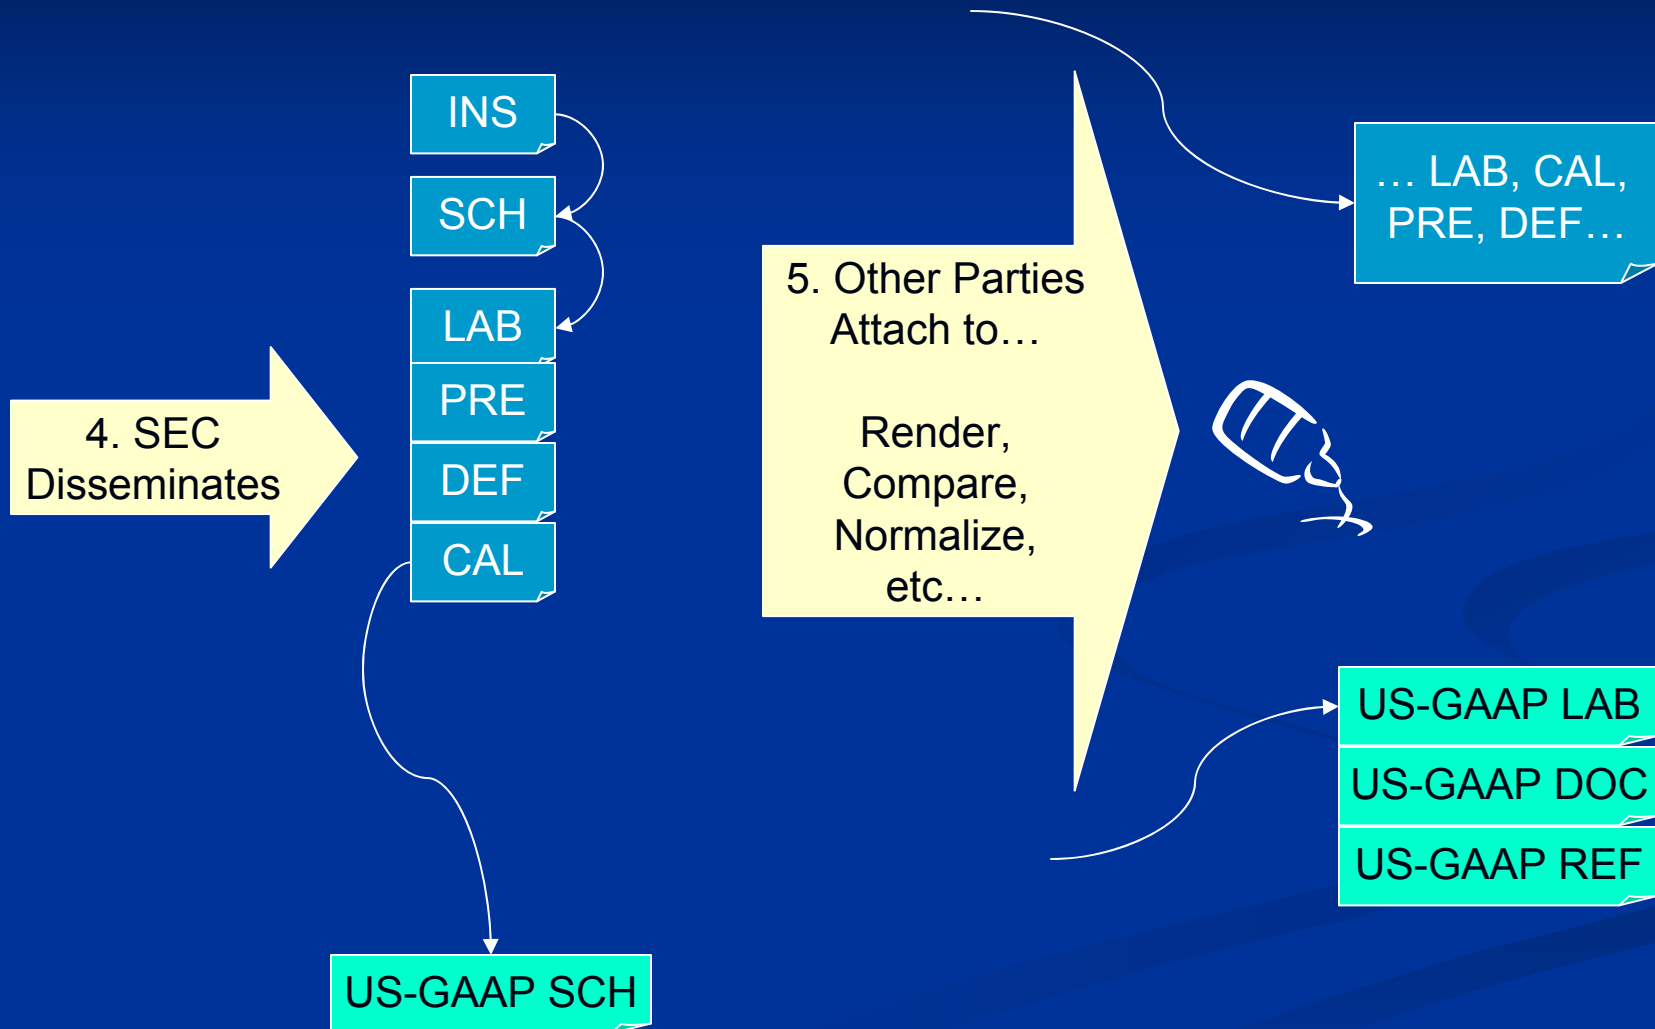 4. SEC
Disseminates
INS
SCH
LAB
PRE
DEF
CAL
US-GAAP SCH
5. Other Parties
Attach to…
Render,
Compare,
Normalize,
etc…
… LAB, CAL,
PRE, DEF…
US-GAAP LAB
US-GAAP DOC
US-GAAP REF